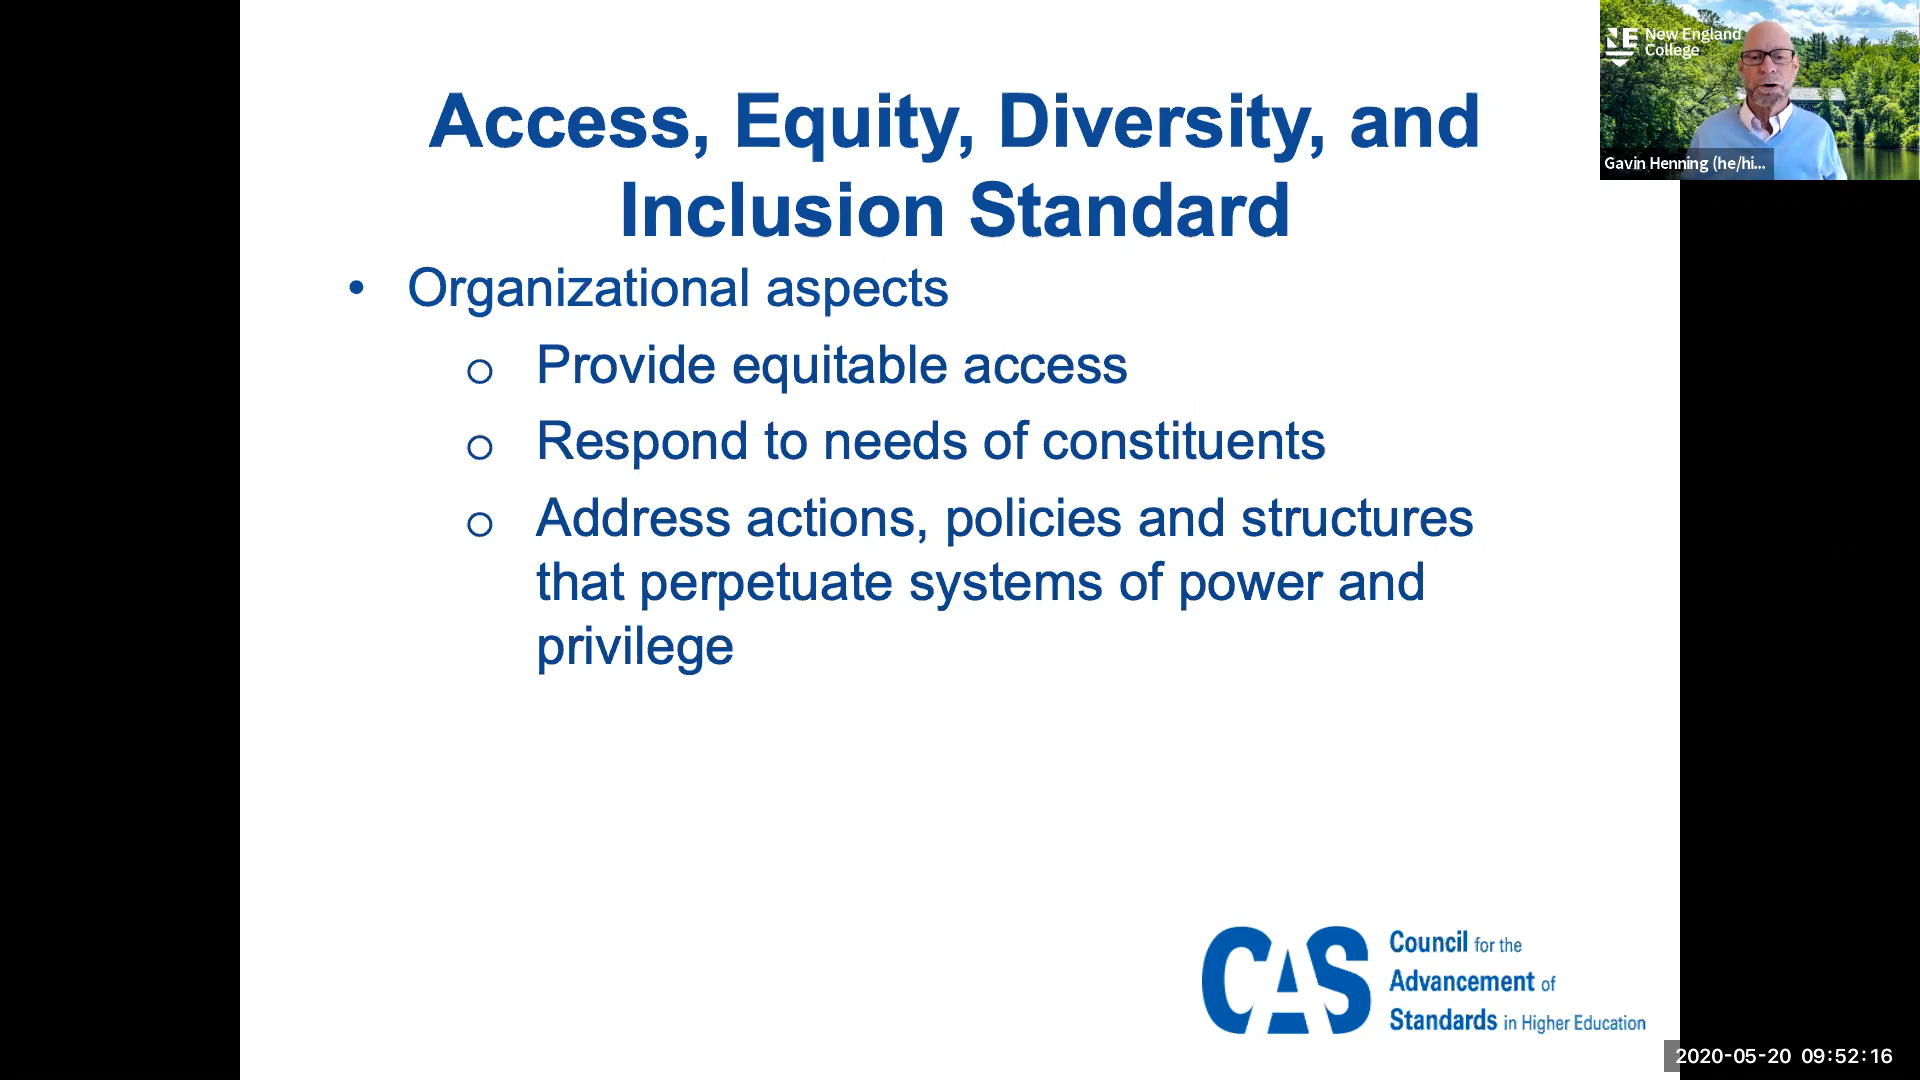 New England
College
Gavin Henning (he/hi...
Access, Equity, Diversity, and
Inclusion Standard
• Organizational aspects
o Provide equitable access
o Respond to needs of constituents
o Address actions, policies and structures
that perpetuate systems of power and
privilege
CAS
Council for the
Advancement of
Standards in Higher Education
2020-05-20 09:52:16